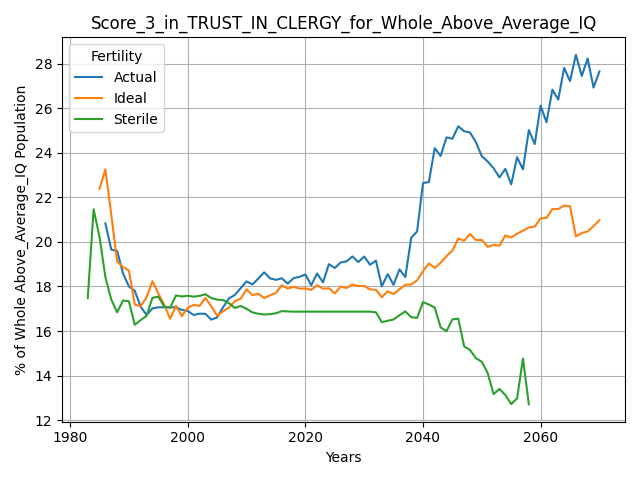 Score_3_in_TRUST_IN_CLERGY_for_Whole_Above_Average_IQ
% of Whole Above_Average_IQ Population
Fertility
Actual
Ideal
Sterile
28
26
24
22
20
18
16
14
12
1980
2000
2020
2040
2060
Years